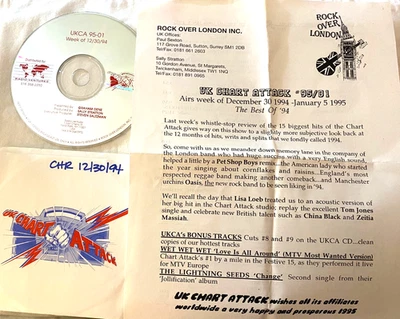 UKCA 95-01
Week of 12/30/94
CHR 12/30/94
UK CHART ATTACK
ROCK OVER LONDON
ROCK OVER LONDON INC.
UK Offices
Paul Sexton
117 Grove Road, Sutton, Surrey SM1 2DB
Tel/Fax 0181 661 2603
Sally Stratton
10 Gordon Avenue, St Margarets,
Twickenham, Middlesex TW1 1NQ
Tel/Fax 0181 891 0965
UK CHART ATTACK #95/01
Airs week of December 30 1994 -January 5 1995
The Best Of '94
Last week's whistle-stop review of the 15 biggest hits of the Chart
Attack gives way on this show to a slightly more subjective look back at
the 12 months of hits, writs and splits that we fondly called 1994.
So, come with us as we meander down memory lane in the company of
the London band who had huge success with a very English sound,
helped a little by a Pet Shop Boys remix...the American lady who started
the year singing about cornflakes and raisins...England's most
respected reggae band making another comeback...and Manchester
urchins Oasis, the new rock band to be seen liking in '94.
We'll recall the day that Lisa Loeb treated us to an acoustic version of
her big hit in the Chart Attack studio; replay the excellent Tom Jones
single and celebrate new British talent such as China Black and Zeitia
Massiah.
UKCA's BONUS TRACKS Cuts #8 and #9 on the UKCA CD...clean
copies of our hottest tracks
WET WET WET 'Love Is All Around' (MTV Most Wanted Version)
Chart Attack's #1 by a mile in the Festive 15, as they performed it live
for MTV Europe
THE LIGHTNING SEEDS 'Change' Second single from their
'Jollification' album
UK CHART ATTACK wishes all its affiliates
worldwide a very happy and prosperous 1995